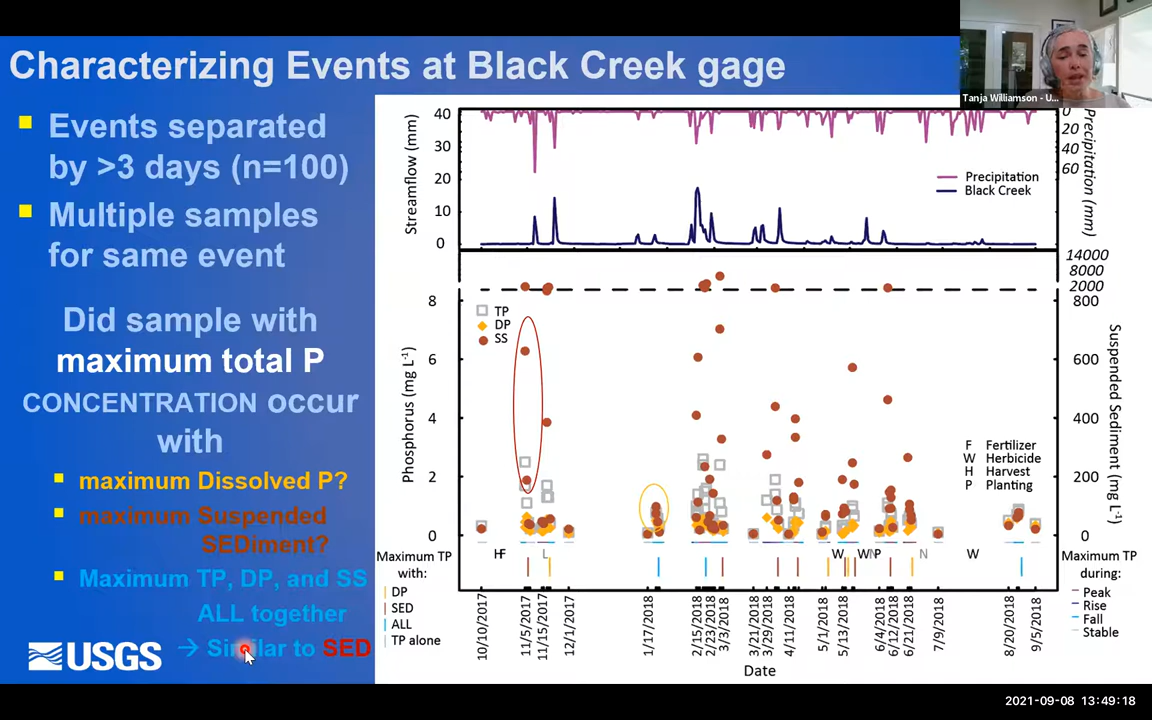 Characterizing Events at Black Creek gage
Tanja Williamson - U...
Events separated
by >3 days (n=100)
Multiple samples
for same event
Did sample with
maximum total P
CONCENTRATION occur
with
maximum Dissolved P?
maximum Suspended
SEDiment?
Maximum TP, DP, and SS
ALL together
→ Similar to SED
USGS
Streamflow (mm)
40
30
20
10
0
0
20
40
60
Precipitation (mm)
Precipitation
Black Creek
14000
8000
2000
Phosphorus (mg L-1)
8
6
4
2
0
TP
DP
SS
800
600
400
200
0
Suspended Sediment (mg L-1)
F Fertilizer
W Herbicide
H Harvest
P Planting
HF
L
W
W
P
N
W
Maximum TP
with:
DP
SED
ALL
TP alone
Maximum TP
during:
Peak
Rise
Fall
Stable
10/10/2017
11/5/2017
11/15/2017
12/1/2017
1/17/2018
2/15/2018
2/23/2018
3/3/2018
3/21/2018
3/29/2018
4/11/2018
5/1/2018
5/13/2018
6/4/2018
6/12/2018
6/21/2018
7/9/2018
8/20/2018
9/5/2018
Date
2021-09-08 13:49:18